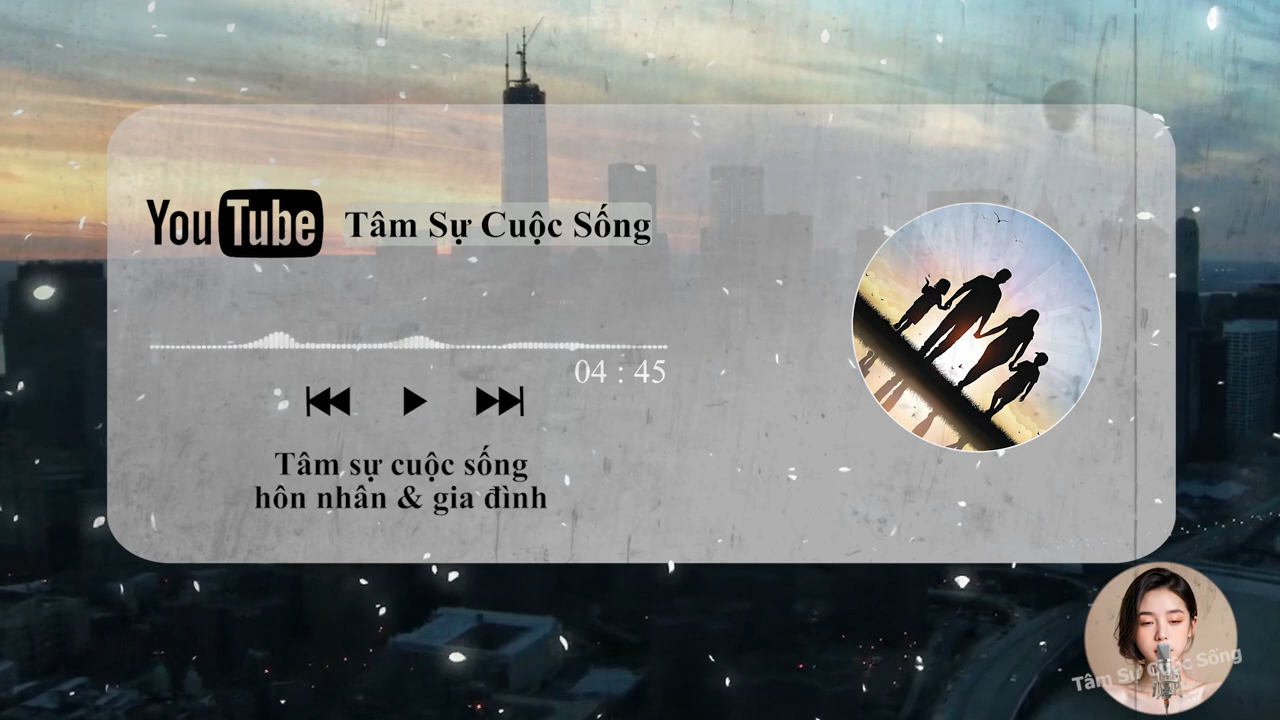 YouTube Tâm Sự Cuộc Sống
04 : 45
Tâm sự cuộc sống
hôn nhân & gia đình
Tâm Sự Cuộc Sống